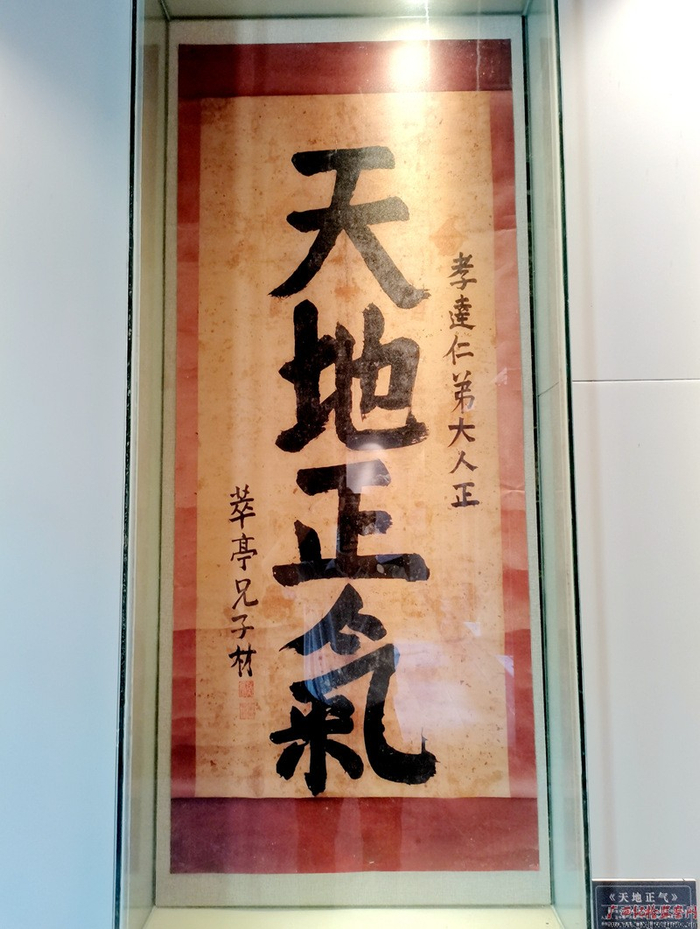 孝達仁弟大人正
天地正氣
萃亭兄子材
《天地正气》